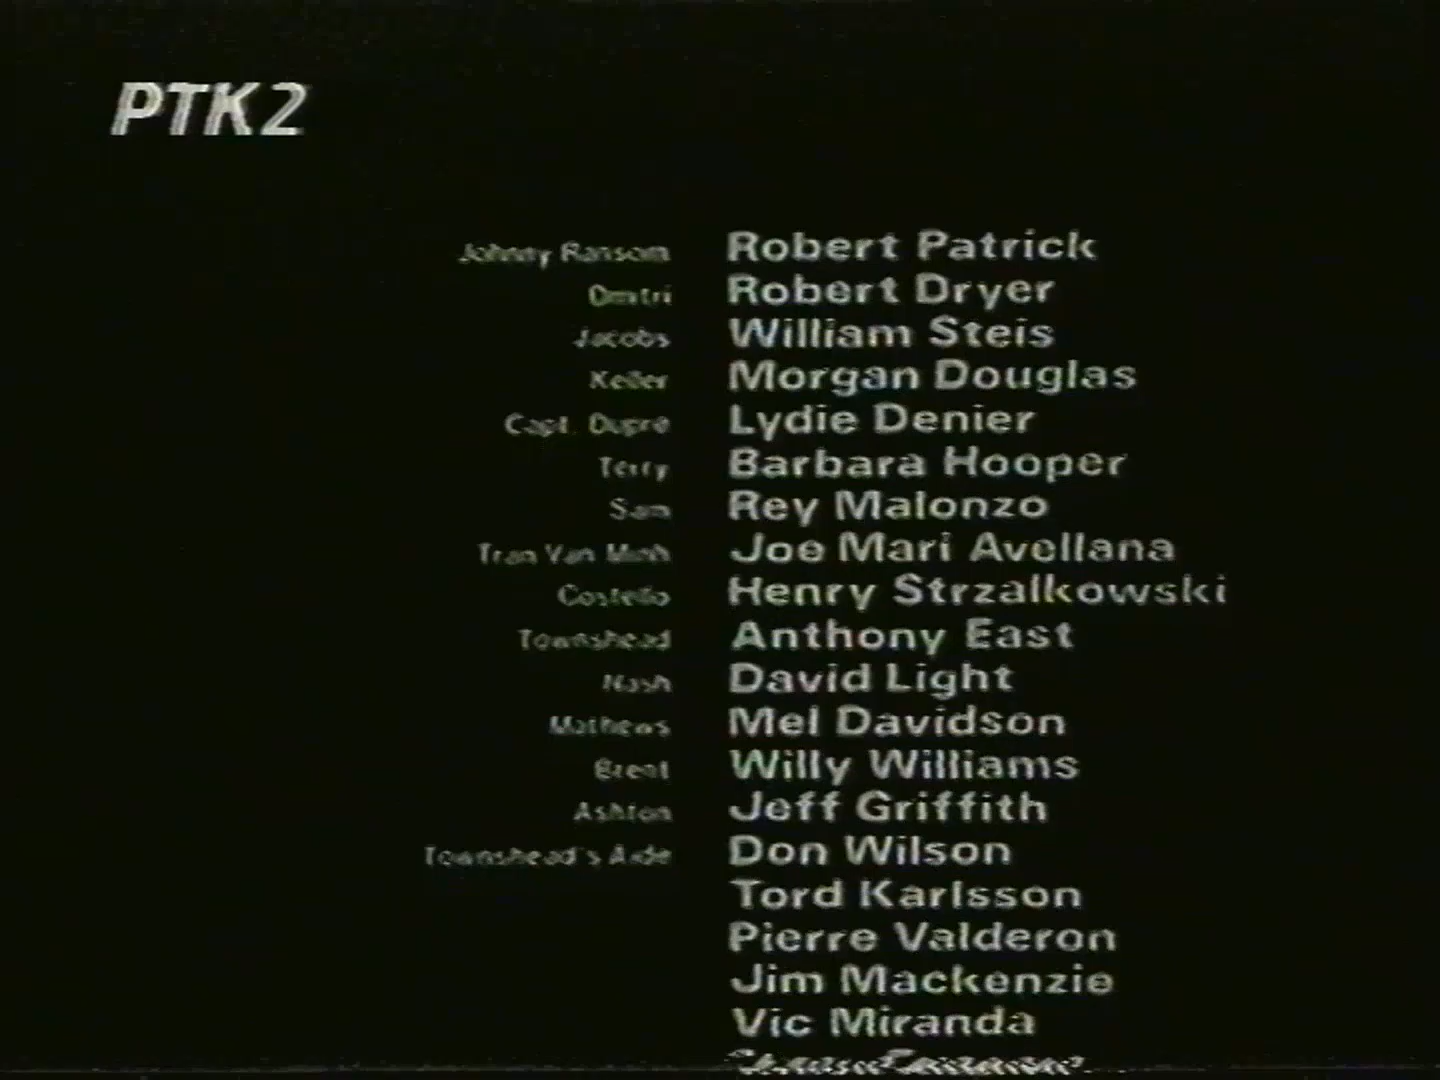 PTK2
Johnny Ransom Robert Patrick
Dmitri Robert Dryer
Jacobs William Steis
Keller Morgan Douglas
Capt. Dupre Lydie Denier
Terry Barbara Hooper
Sam Rey Malonzo
Tran Van Minh Joe Mari Avellana
Costello Henry Strzalkowski
Townshead Anthony East
Nash David Light
Mathews Mel Davidson
Brent Willy Williams
Ashton Jeff Griffith
Townshead's Aide Don Wilson
Tord Karlsson
Pierre Valderon
Jim Mackenzie
Vic Miranda